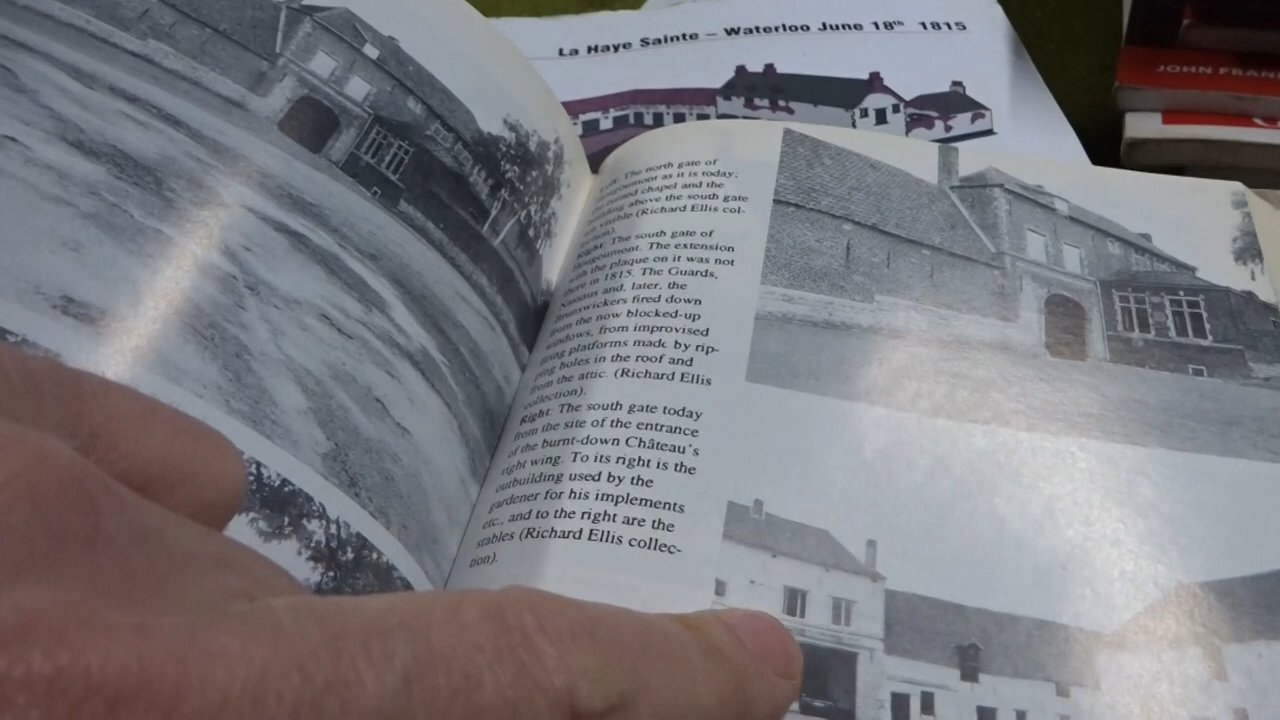 La Haye Sainte – Waterloo June 18th 1815
JOHN FRAN
The north gate of
Hougoumont as it is today;
ruined chapel and the
building above the south gate
visible (Richard Ellis col-
Right: The south gate of
Hougoumont. The extension
with the plaque on it was not
there in 1815. The Guards,
Nassaus and, later, the
Brunswickers fired down
from the now blocked-up
windows, from improvised
firing platforms made by rip-
ping holes in the roof and
from the attic. (Richard Ellis
collection).
Right: The south gate today
from the site of the entrance
of the burnt-down Château's
right wing. To its right is the
outbuilding used by the
gardener for his implements
etc., and to the right are the
stables (Richard Ellis collec-
tion).